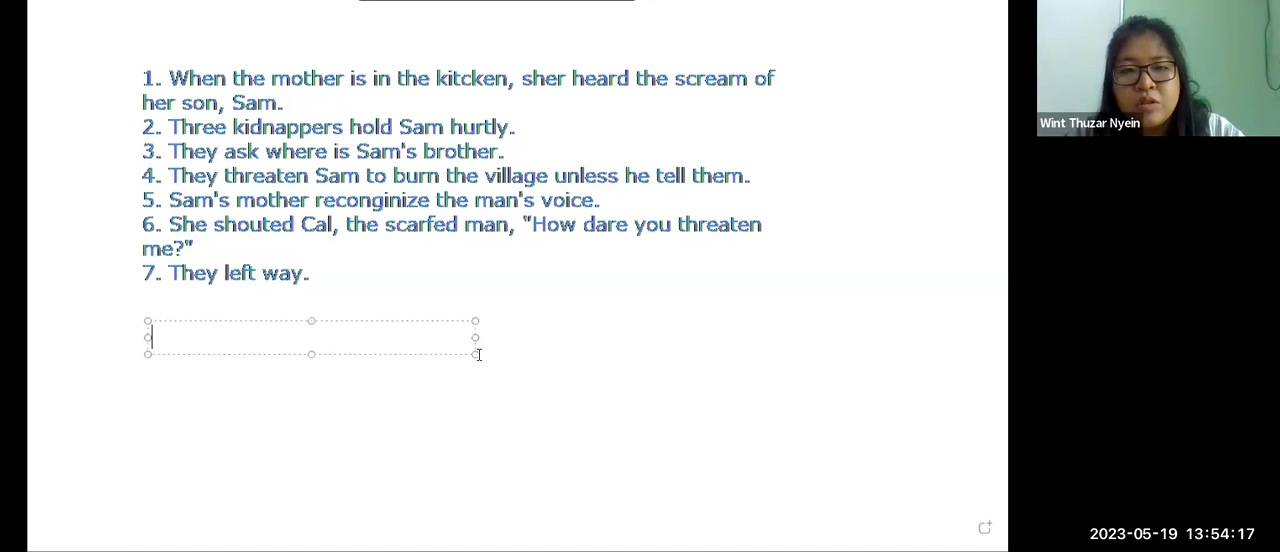 1. When the mother is in the kitcken, sher heard the scream of
her son, Sam.
2. Three kidnappers hold Sam hurtly.
3. They ask where is Sam's brother.
4. They threaten Sam to burn the village unless he tell them.
5. Sam's mother reconginize the man's voice.
6. She shouted Cal, the scarfed man, "How dare you threaten
me?"
7. They left way.
Wint Thuzar Nyein
2023-05-19 13:54:17